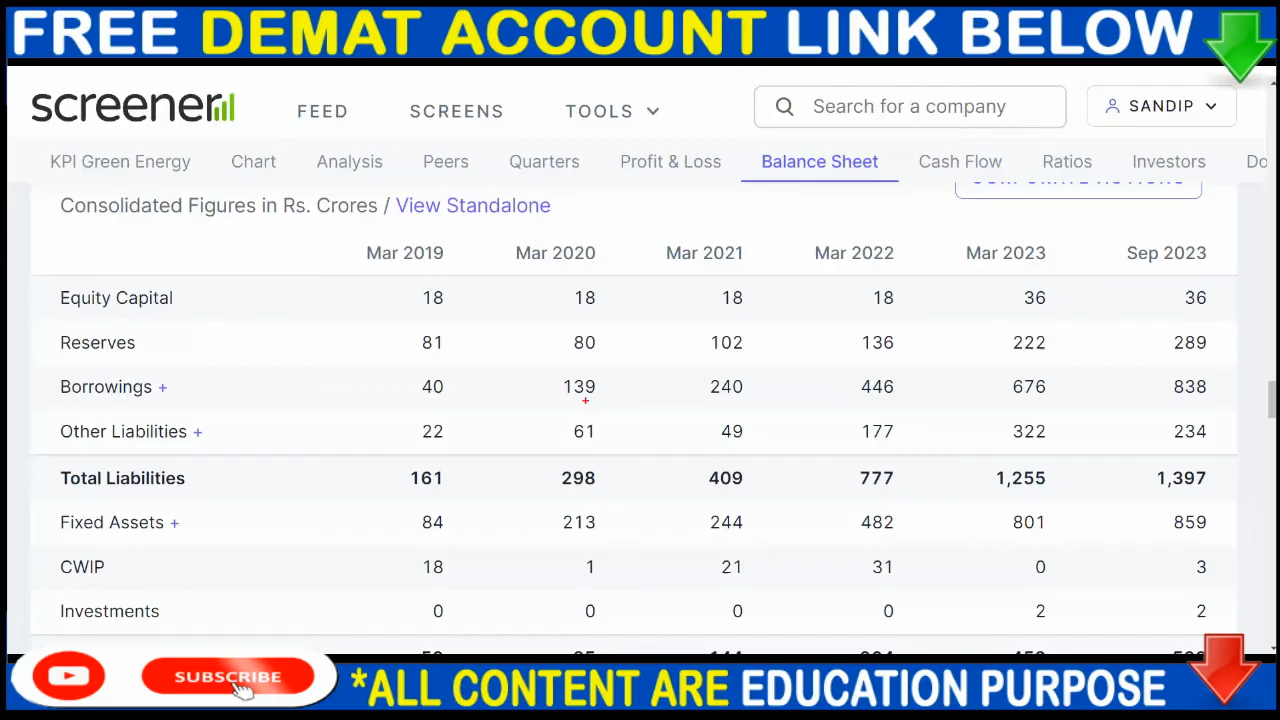 FREE DEMAT ACCOUNT LINK BELOW
screener FEED SCREENS TOOLS Search for a company SANDIP
KPI Green Energy Chart Analysis Peers Quarters Profit & Loss Balance Sheet Cash Flow Ratios Investors Do
CORPORATE ACTIONS
Consolidated Figures in Rs. Crores / View Standalone
Mar 2019 Mar 2020 Mar 2021 Mar 2022 Mar 2023 Sep 2023
Equity Capital 18 18 18 18 36 36
Reserves 81 80 102 136 222 289
Borrowings + 40 139 240 446 676 838
Other Liabilities + 22 61 49 177 322 234
Total Liabilities 161 298 409 777 1,255 1,397
Fixed Assets + 84 213 244 482 801 859
CWIP 18 1 21 31 0 3
Investments 0 0 0 0 2 2
SUBSCRIBE *ALL CONTENT ARE EDUCATION PURPOSE